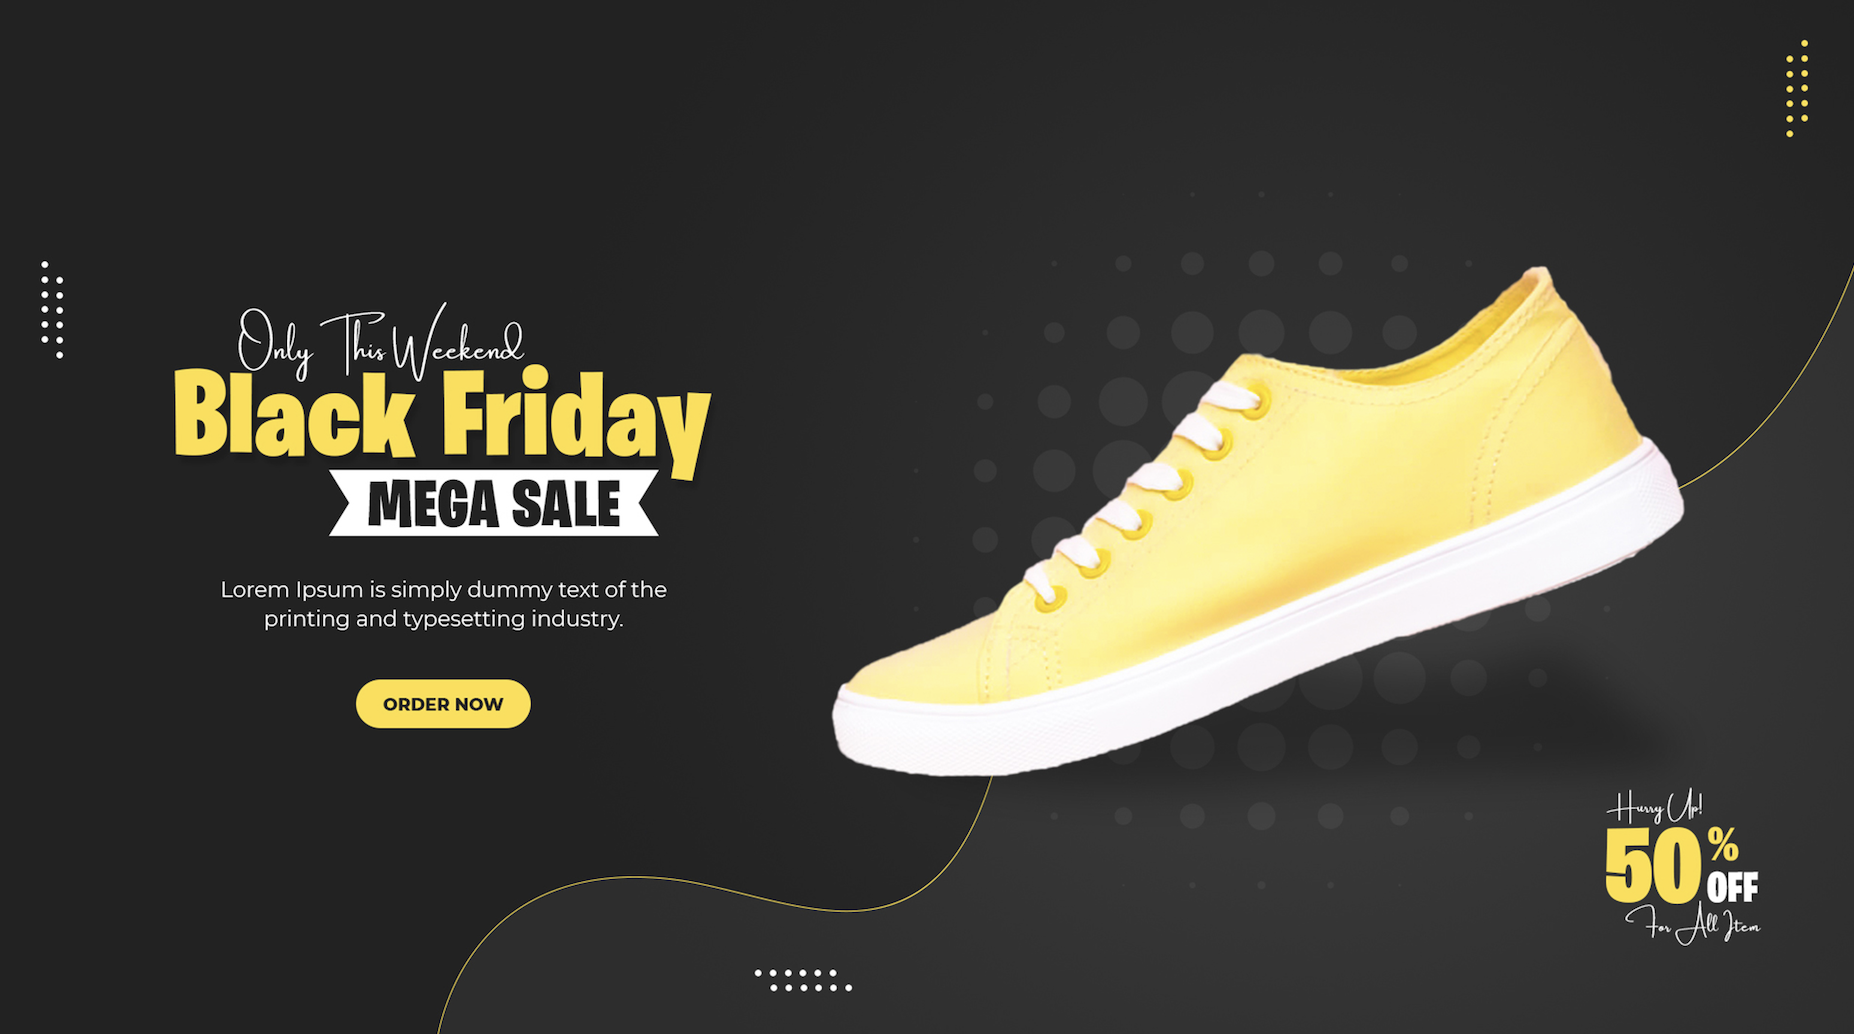 Only This Weekend
Black Friday
MEGA SALE
Lorem Ipsum is simply dummy text of the
printing and typesetting industry.
ORDER NOW
Hurry Up!
50%
OFF
For All Item